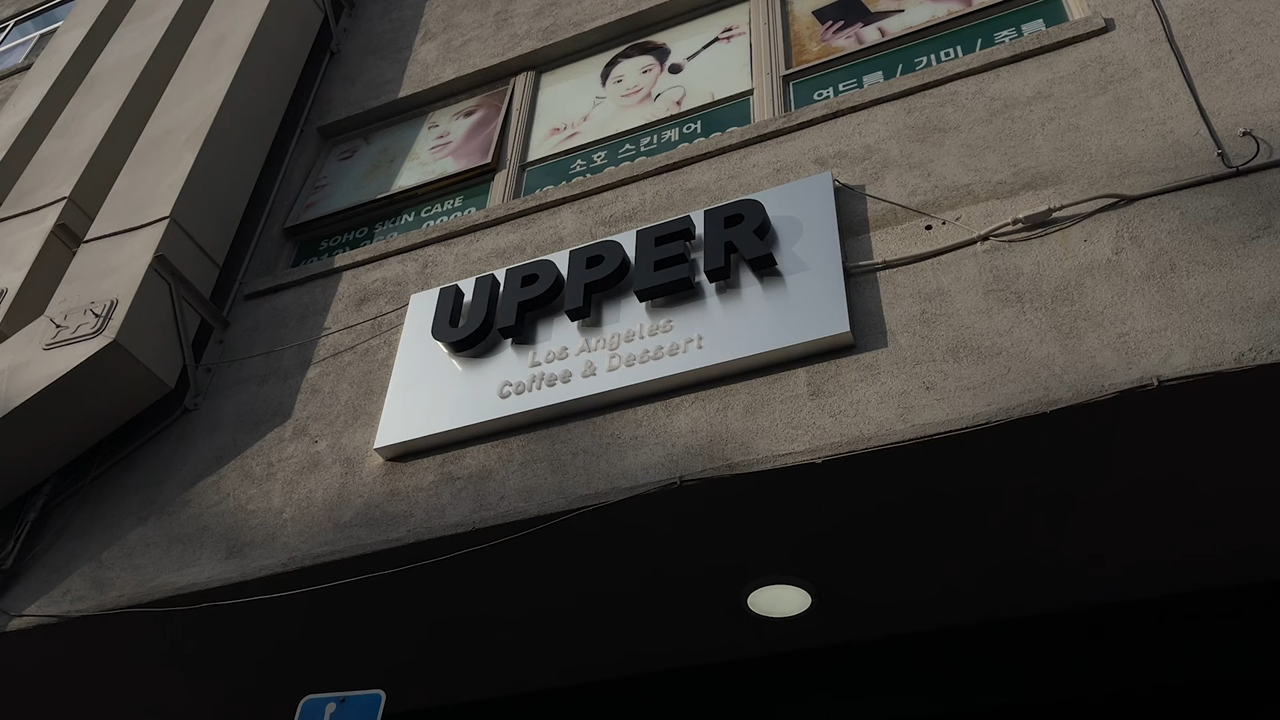 여드름 / 기미 / 주름
소호 스킨케어
SOHO SKIN CARE
UPPER
Los Angeles
Coffee & Dessert